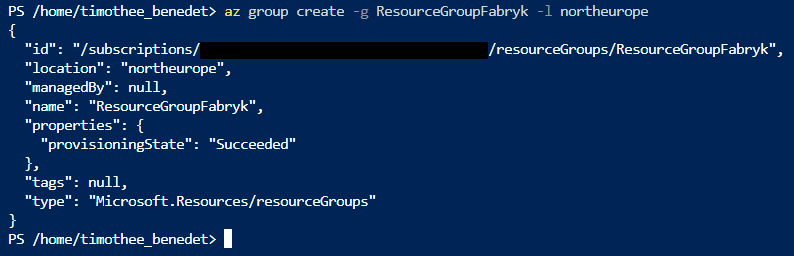 PS /home/timothee_benedet> az group create -g ResourceGroupFabryk -l northeurope
{
  "id": "/subscriptions/ /resourceGroups/ResourceGroupFabryk",
  "location": "northeurope",
  "managedBy": null,
  "name": "ResourceGroupFabryk",
  "properties": {
    "provisioningState": "Succeeded"
  },
  "tags": null,
  "type": "Microsoft.Resources/resourceGroups"
}
PS /home/timothee_benedet>